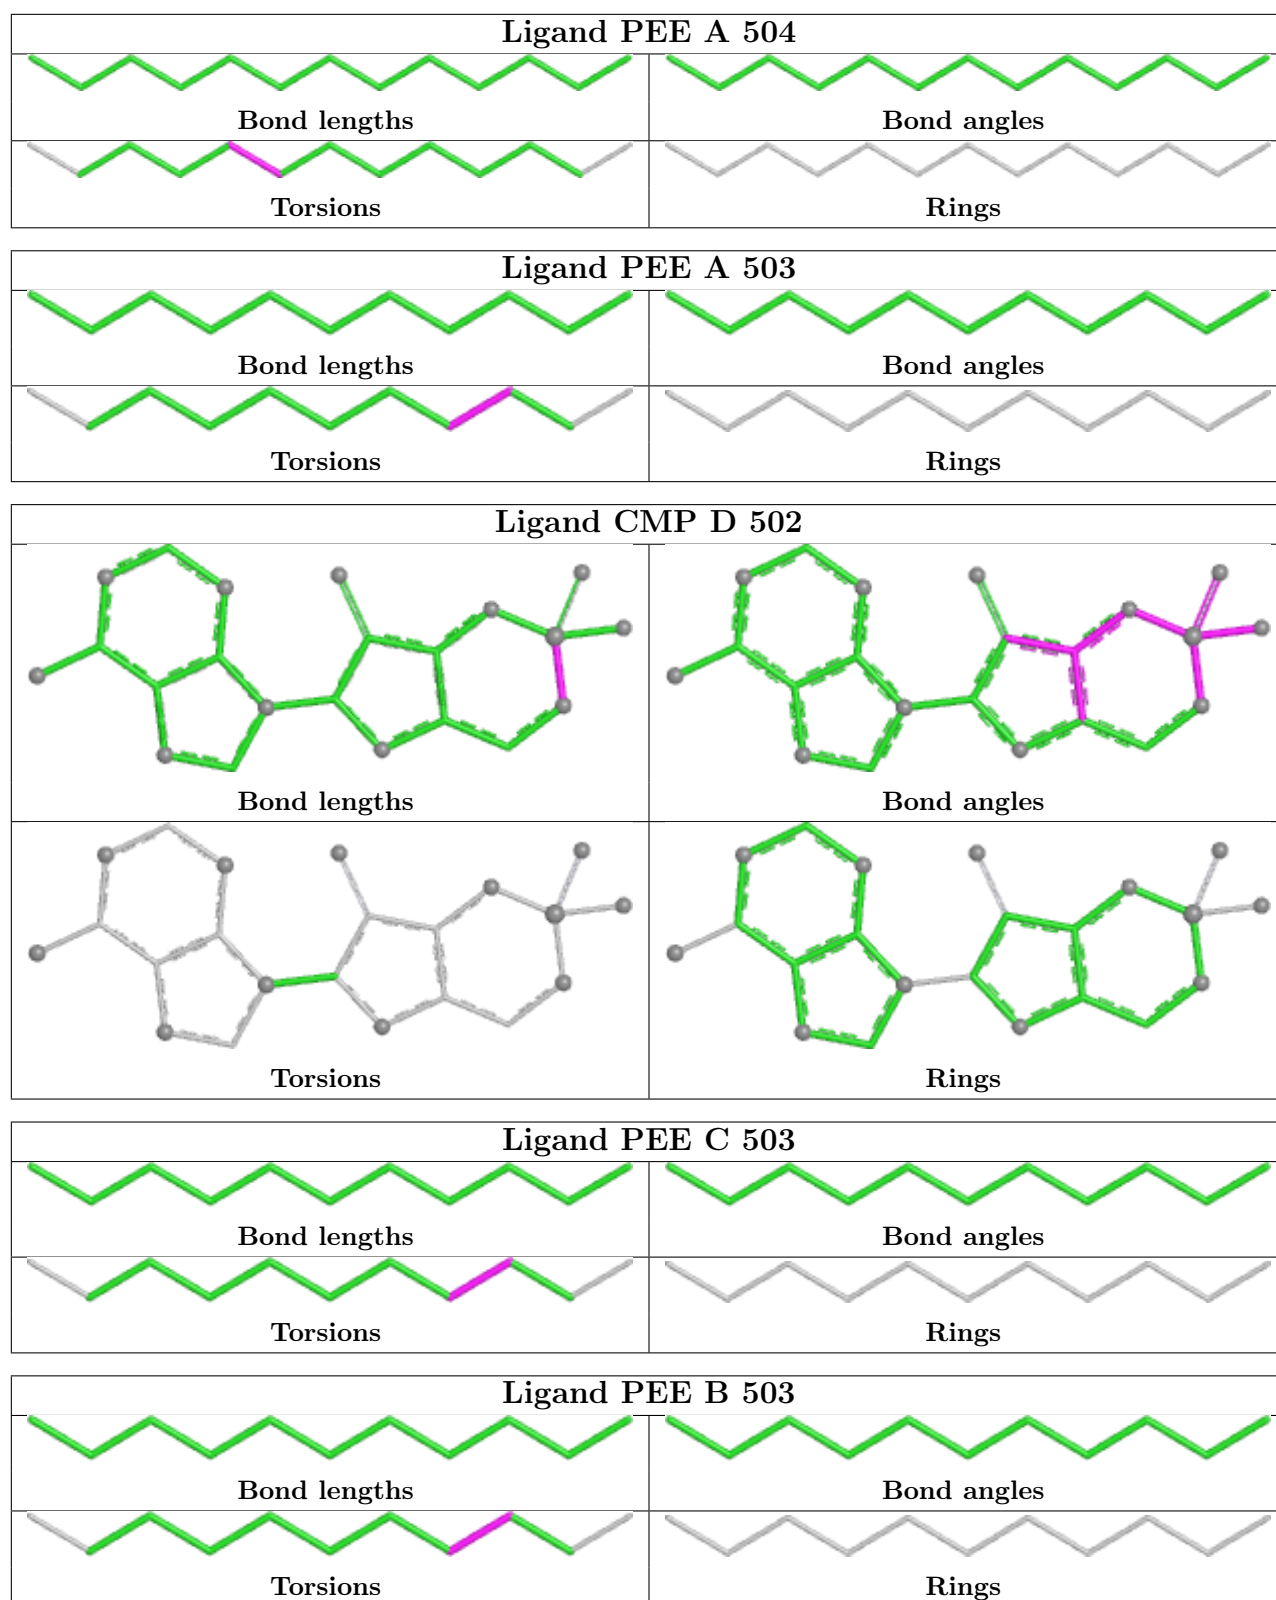 Ligand PEE A 504
Bond lengths
Bond angles
Torsions
Rings
Ligand PEE A 503
Bond lengths
Bond angles
Torsions
Rings
Ligand CMP D 502
Bond lengths
Bond angles
Torsions
Rings
Ligand PEE C 503
Bond lengths
Bond angles
Torsions
Rings
Ligand PEE B 503
Bond lengths
Bond angles
Torsions
Rings